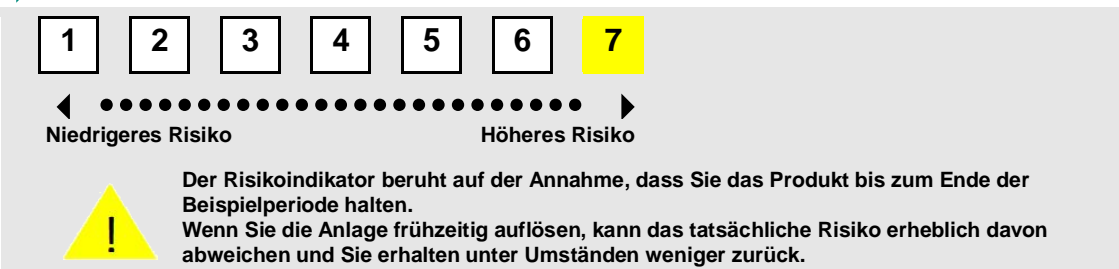 1 2 3 4 5 6 7
Niedrigeres Risiko Höheres Risiko
Der Risikoindikator beruht auf der Annahme, dass Sie das Produkt bis zum Ende der
Beispielperiode halten.
Wenn Sie die Anlage frühzeitig auflösen, kann das tatsächliche Risiko erheblich davon
abweichen und Sie erhalten unter Umständen weniger zurück.
!